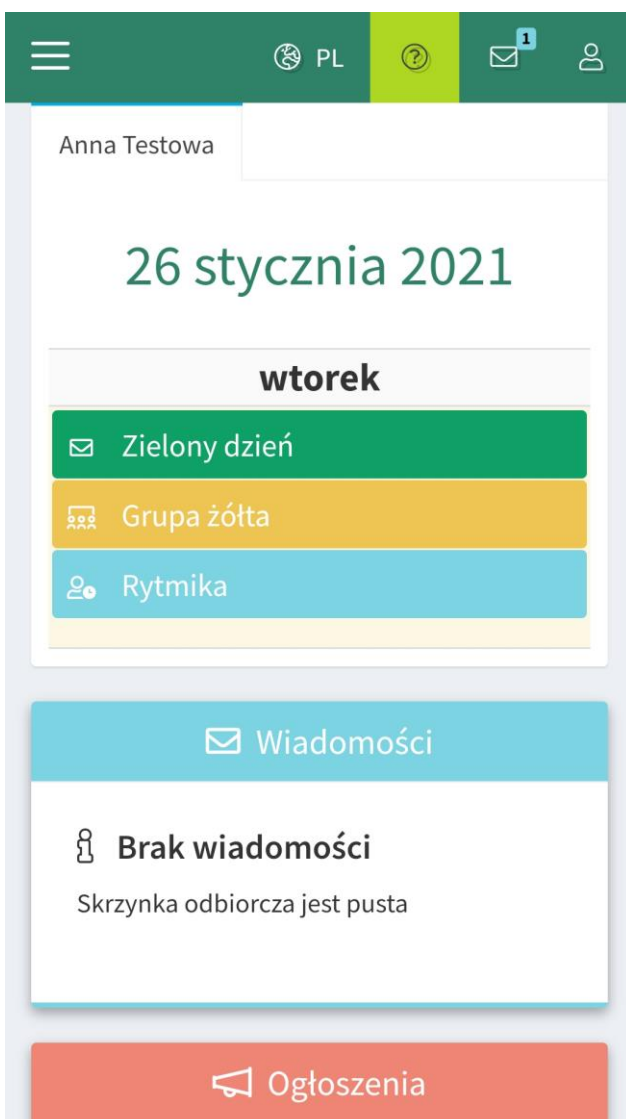 PL
1
Anna Testowa
26 stycznia 2021
wtorek
Zielony dzień
Grupa żółta
Rytmika
Wiadomości
Brak wiadomości
Skrzynka odbiorcza jest pusta
Ogłoszenia